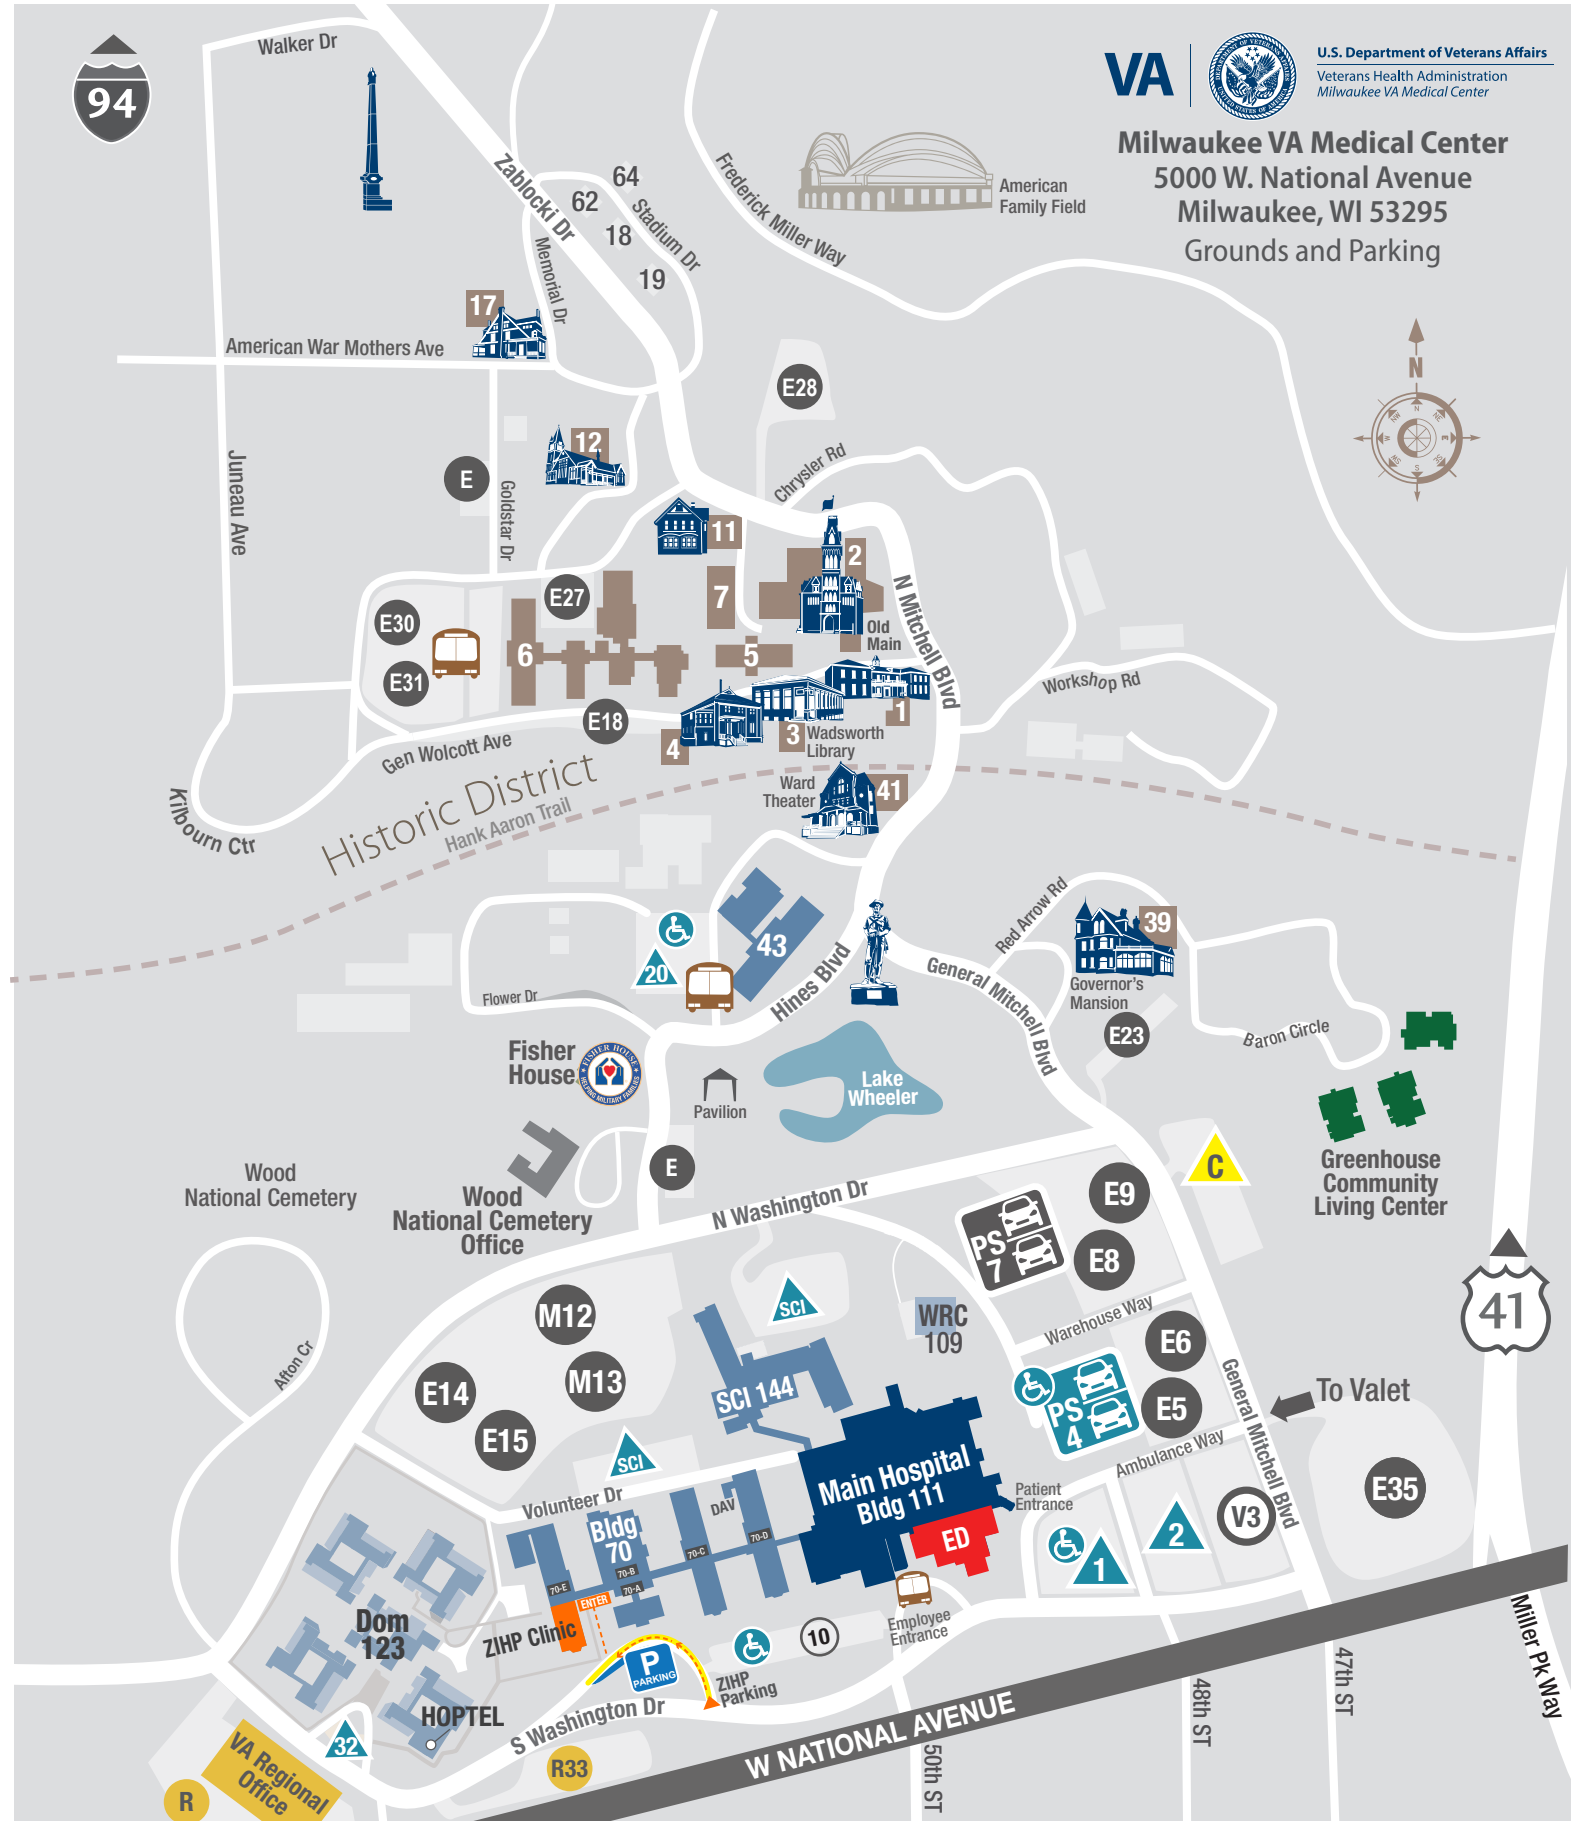 Walker Dr
94
VA
U.S. Department of Veterans Affairs
Veterans Health Administration
Milwaukee VA Medical Center
Milwaukee VA Medical Center
5000 W. National Avenue
Milwaukee, WI 53295
Grounds and Parking
American
Family Field
Frederick Miller Way
Zablocki Dr
64
62
18
19
Stadium Dr
Memorial Dr
17
American War Mothers Ave
N
E28
Juneau Ave
E
Goldstar Dr
12
Chrysler Rd
11
2
7
E27
E30
E31
6
5
Old
Main
N Mitchell Blvd
Workshop Rd
E18
Gen Wolcott Ave
4
3
Wadsworth
Library
1
Kilbourn Ctr
Historic District
Hank Aaron Trail
Ward
Theater
41
43
20
Flower Dr
Hines Blvd
Red Arrow Rd
39
Governor's
Mansion
General Mitchell Blvd
E23
Baron Circle
Fisher
House
FISHER HOUSE
HELPING MILITARY FAMILIES
Pavilion
Lake
Wheeler
Greenhouse
Community
Living Center
Wood
National Cemetery
Wood
National Cemetery
Office
E
N Washington Dr
C
E9
PS
7
E8
41
Afton Cr
M12
M13
E14
E15
SCI
WRC
109
Warehouse Way
E6
SCI 144
PS
4
E5
General Mitchell Blvd
To Valet
Ambulance Way
E35
SCI
Volunteer Dr
Main Hospital
Bldg 111
Patient
Entrance
V3
2
1
ED
DAV
Bldg
70
70-E
70-B
70-A
70-C
70-D
ENTER
Dom
123
ZIHP Clinic
P
PARKING
10
Employee
Entrance
ZIHP
Parking
HOPTEL
S Washington Dr
32
VA Regional
Office
R
R33
W NATIONAL AVENUE
50th ST
48th ST
47th ST
Miller Pk Way